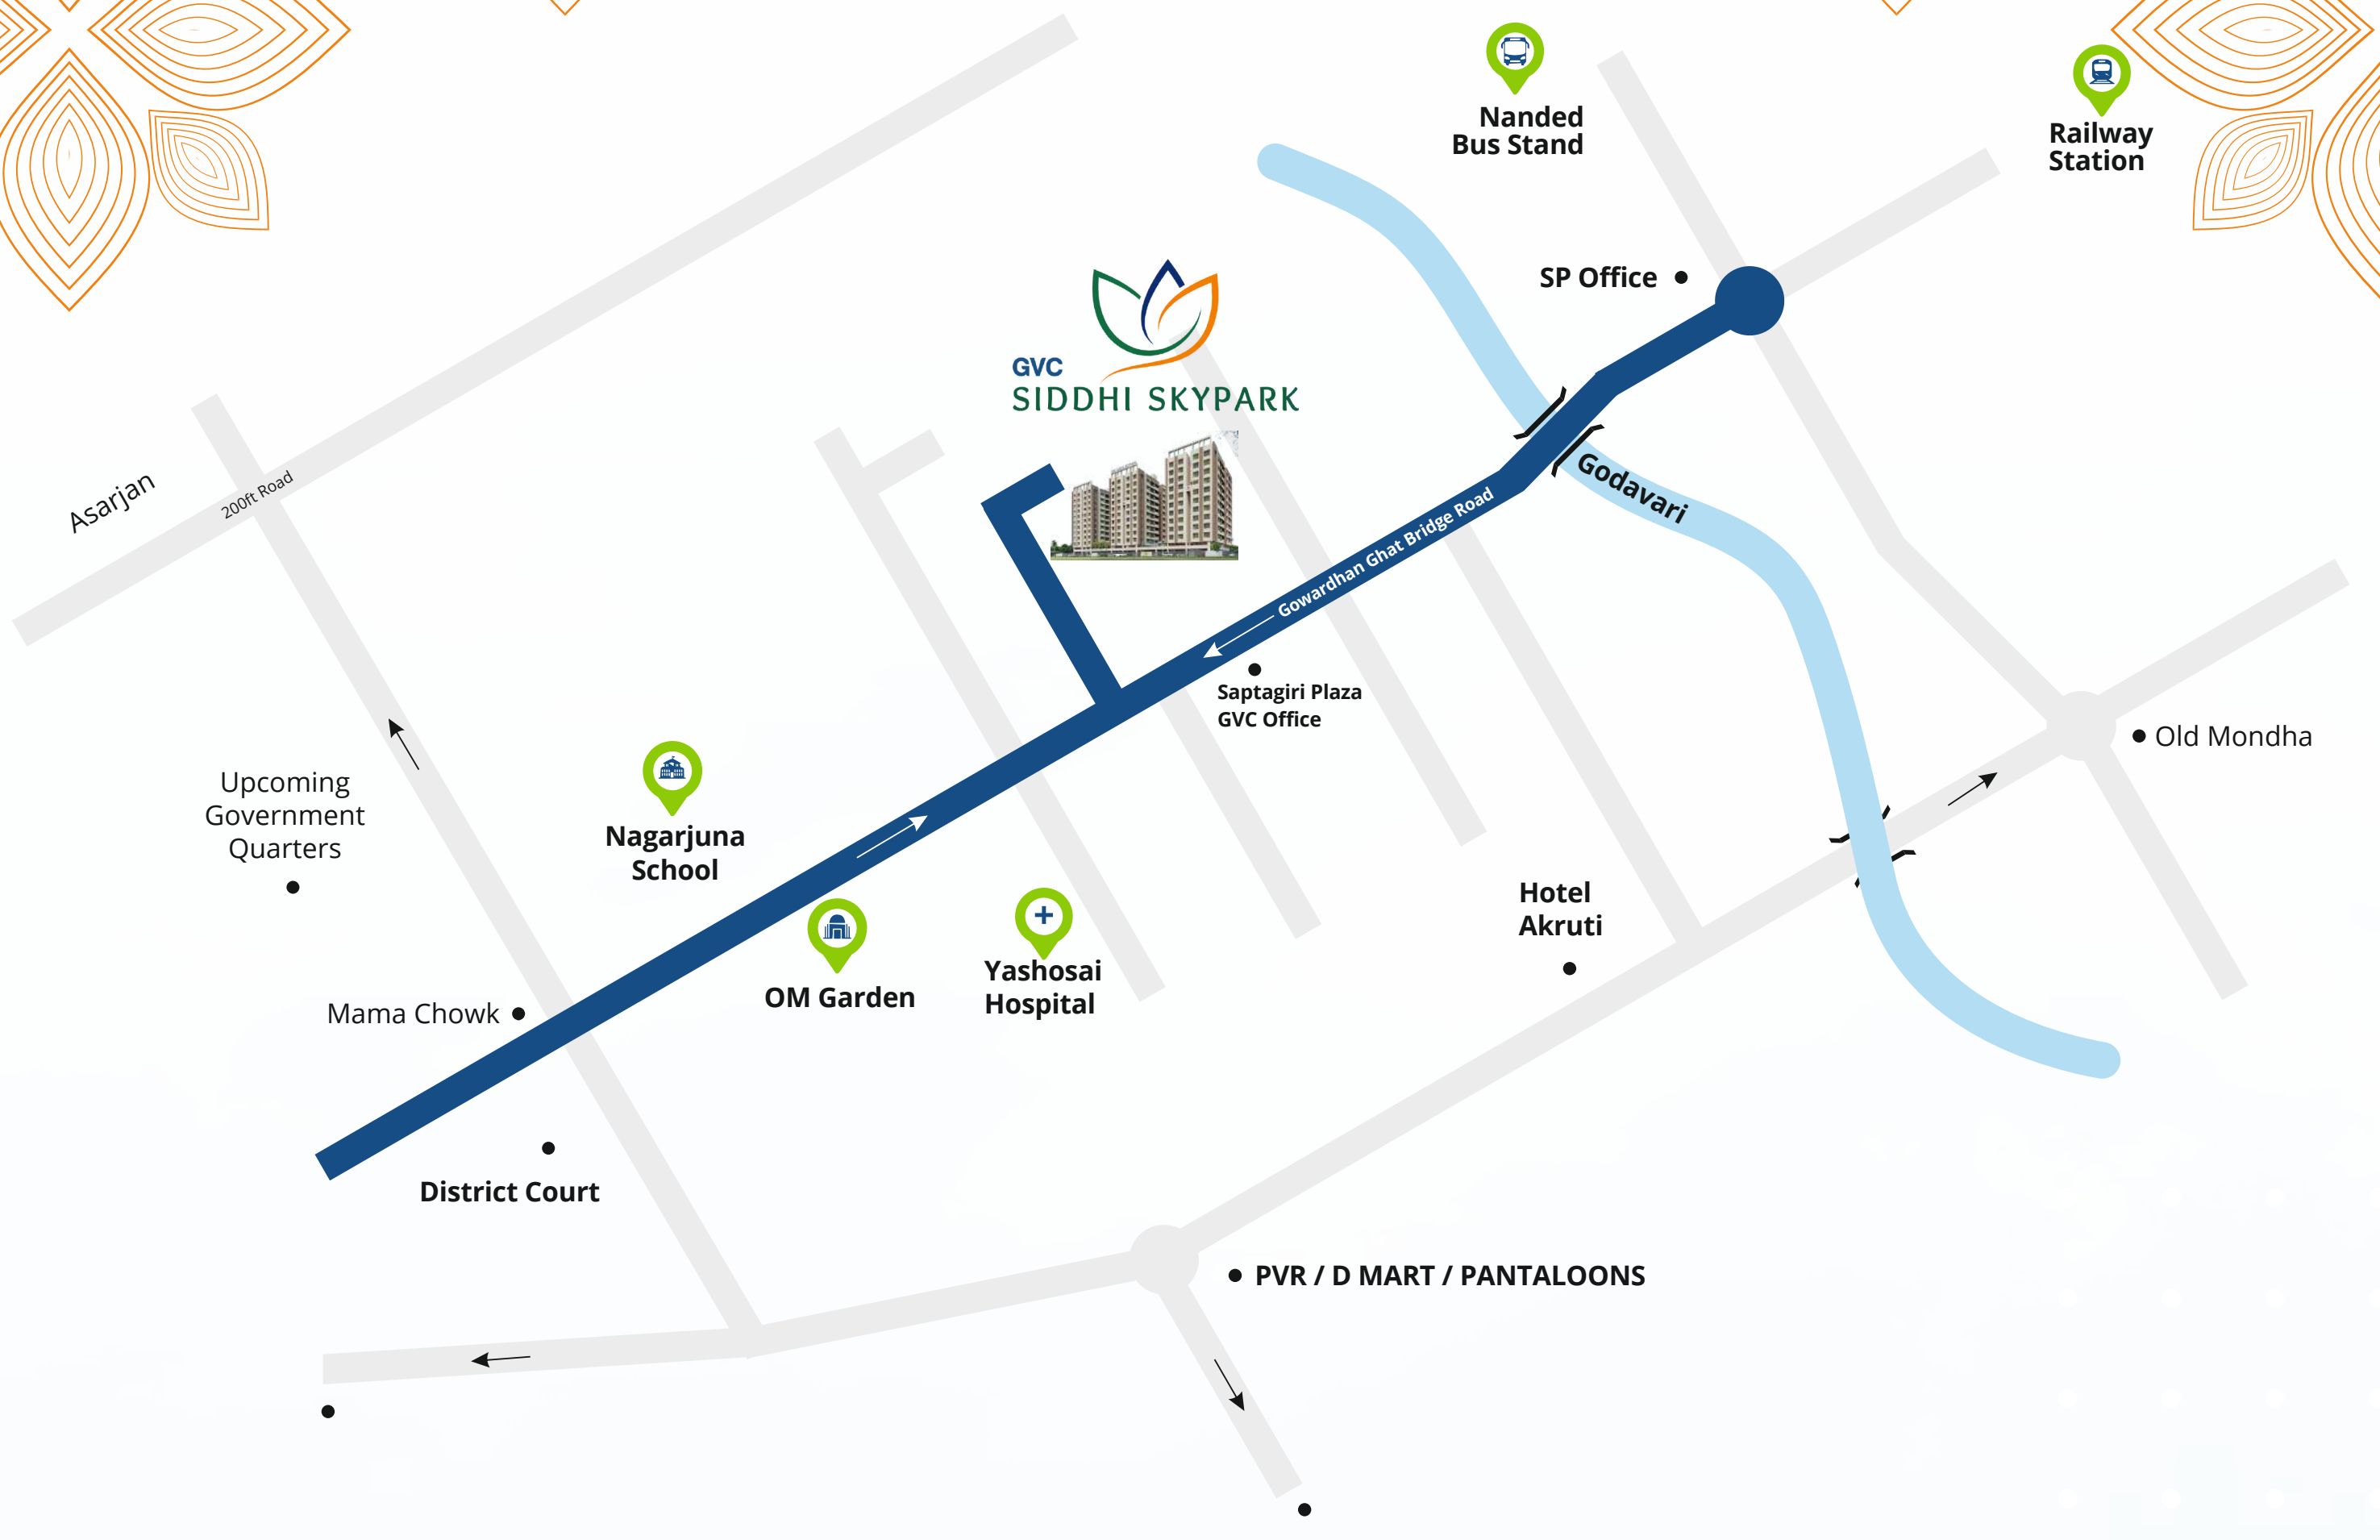 Nanded
Bus Stand
Railway
Station
SP Office
GVC
SIDDHI SKYPARK
Asarjan
200ft Road
Godavari
Gowardhan Ghat Bridge Road
Saptagiri Plaza
GVC Office
Old Mondha
Upcoming
Government
Quarters
Nagarjuna
School
Hotel
Akruti
OM Garden
Yashosai
Hospital
Mama Chowk
District Court
PVR / D MART / PANTALOONS